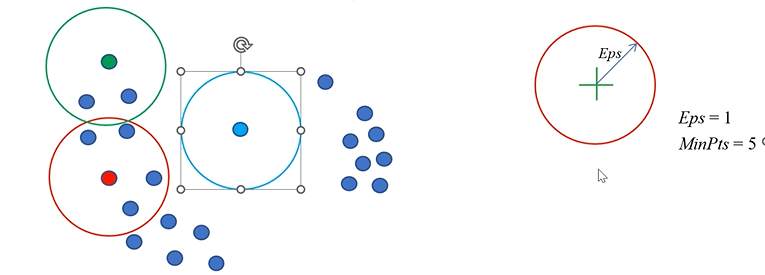 Eps
Eps = 1
MinPts = 5